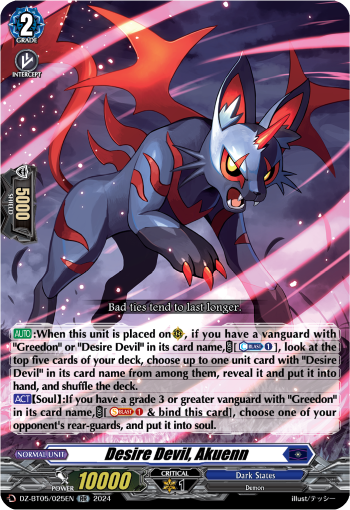 2
GRADE
INTERCEPT
5000
SHIELD
Bad ties tend to last longer.
AUTO:When this unit is placed on RC, if you have a vanguard with
"Greedon" or "Desire Devil" in its card name,[BLAST 1], look at the
top five cards of your deck, choose up to one unit card with "Desire
Devil" in its card name from among them, reveal it and put it into
hand, and shuffle the deck.
ACT[Soul]:If you have a grade 3 or greater vanguard with "Greedon"
in its card name,[BLAST 1 & bind this card], choose one of your
opponent's rear-guards, and put it into soul.
NORMAL UNIT
Desire Devil, Akuenn
POWER 10000
CRITICAL
1
Dark States
Demon
DZ-BT05/025EN RR 2024
illust/テッシー